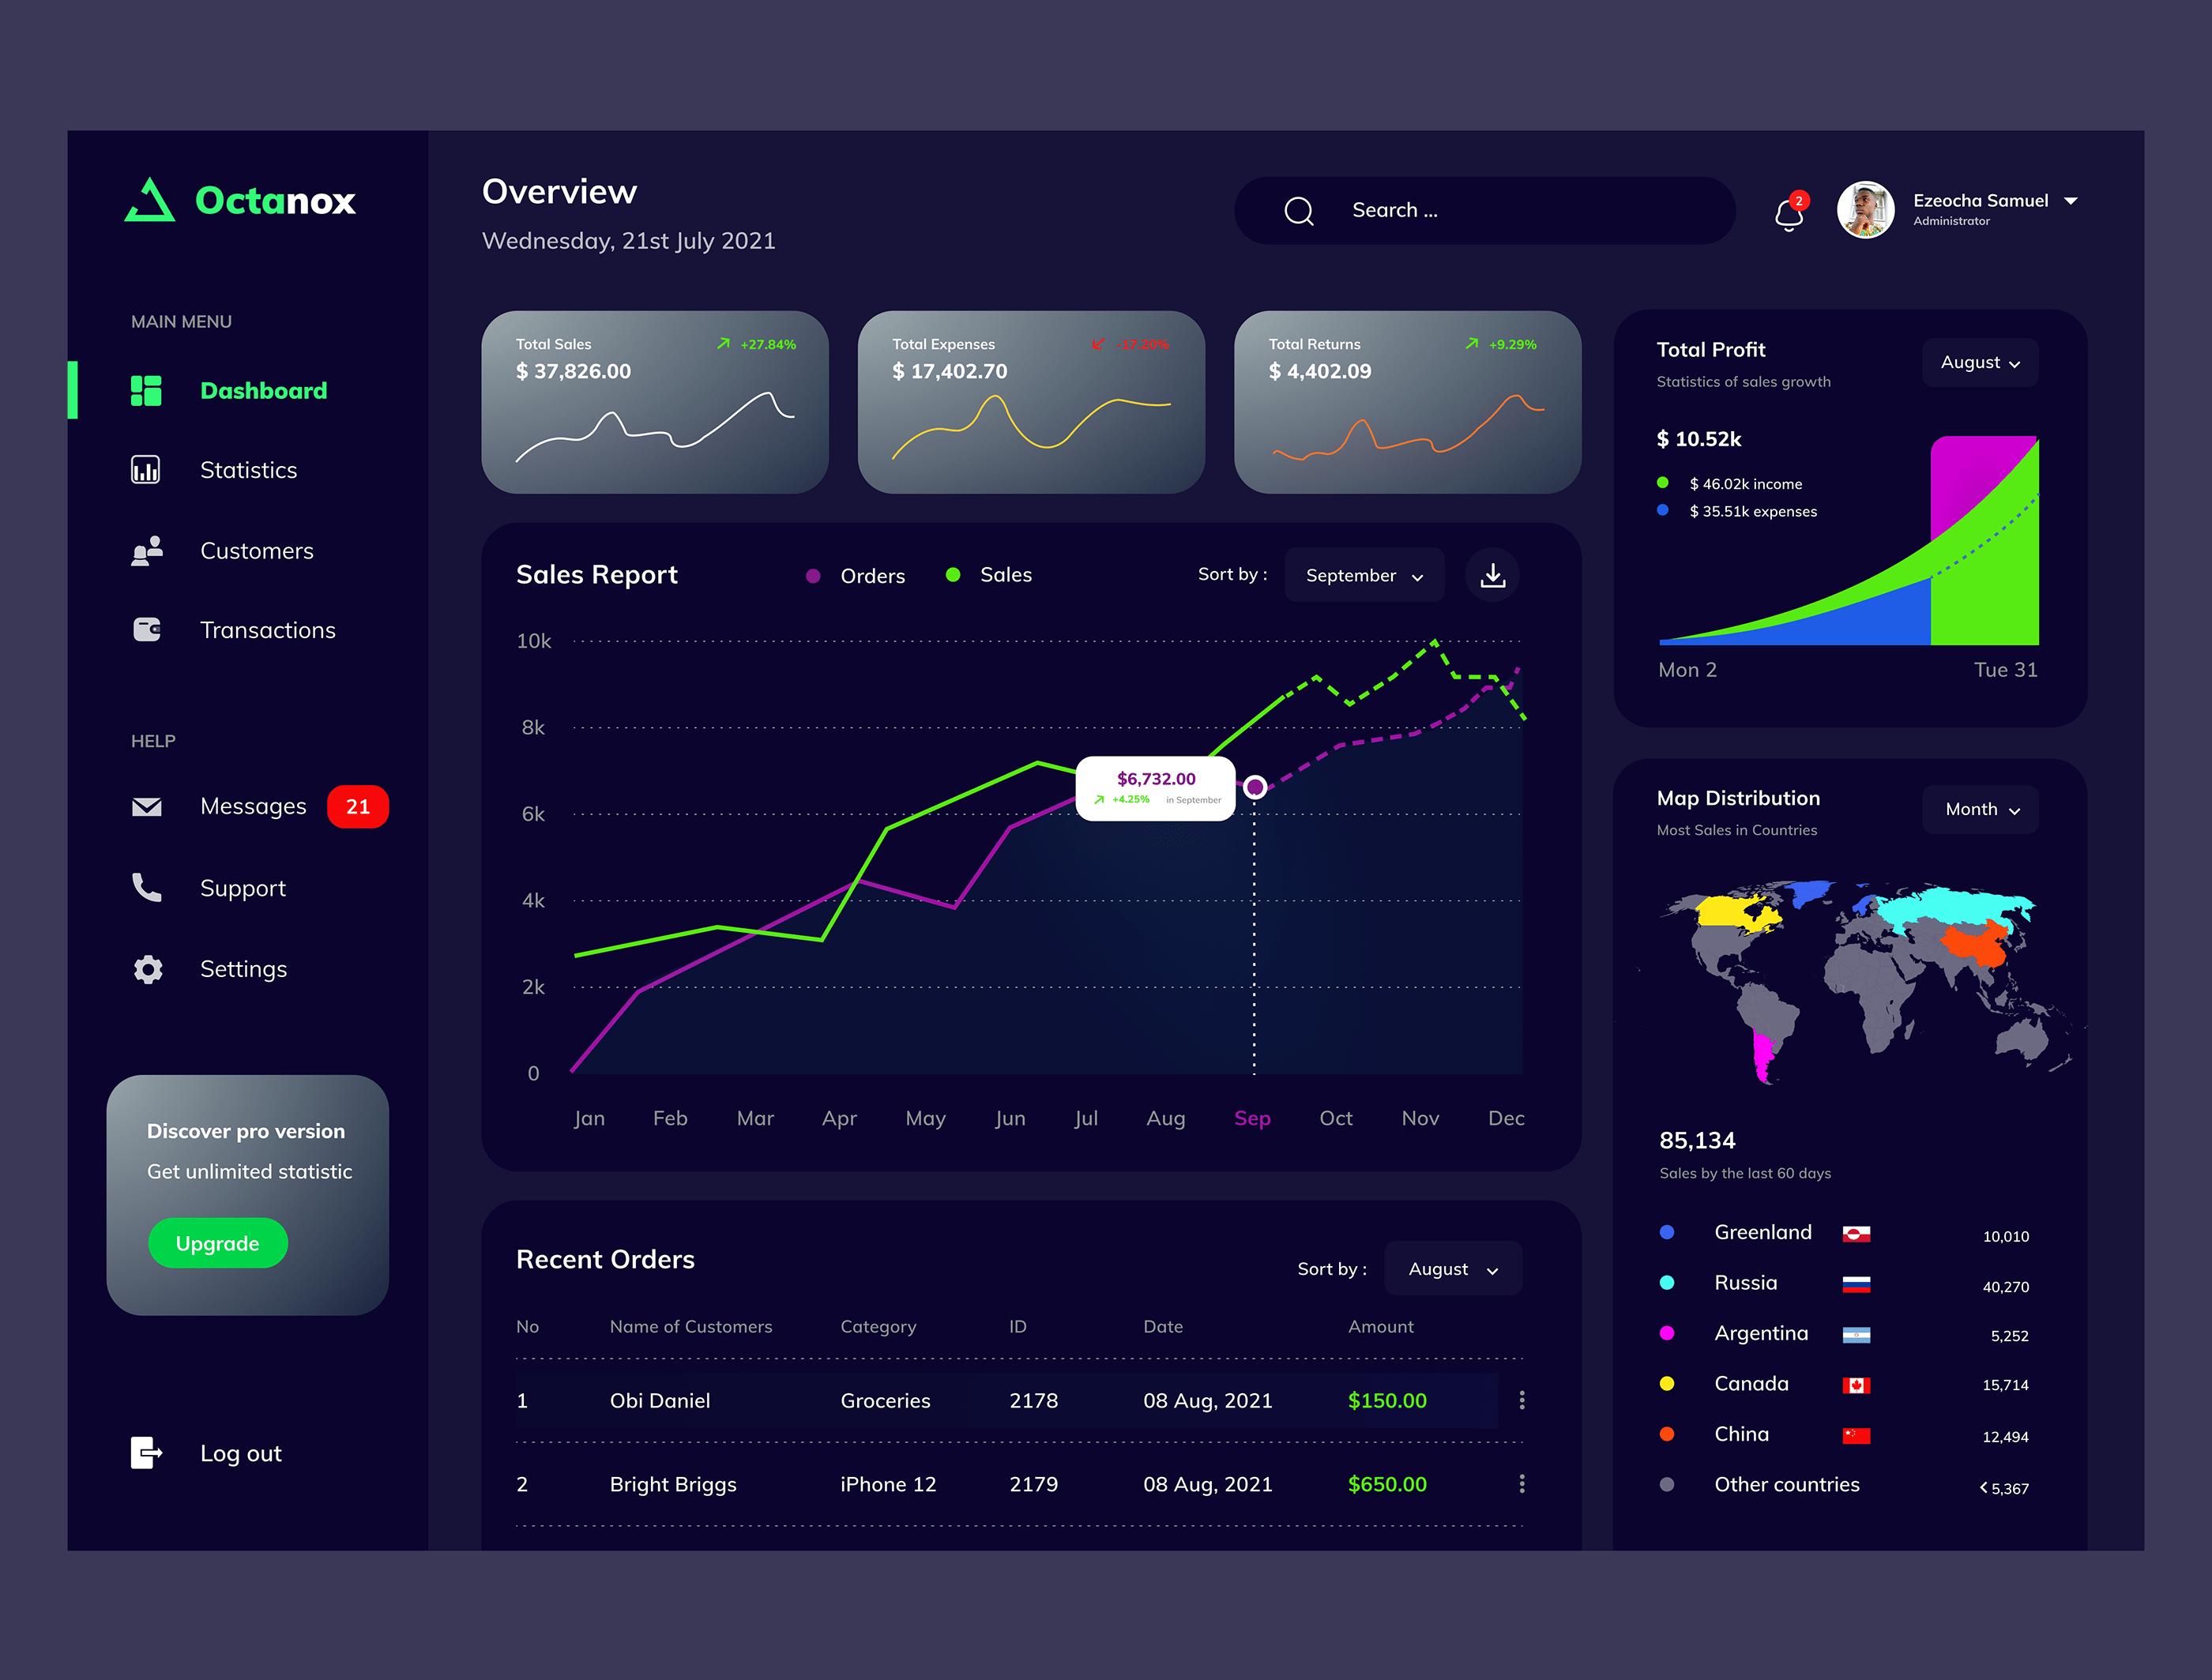 Octanox
MAIN MENU
Dashboard
Statistics
Customers
Transactions
HELP
Messages 21
Support
Settings
Discover pro version
Get unlimited statistic
Upgrade
Log out
Overview
Wednesday, 21st July 2021
Search ...
2
Ezeocha Samuel
Administrator
Total Sales +27.84%
$ 37,826.00
Total Expenses -17.20%
$ 17,402.70
Total Returns +9.29%
$ 4,402.09
Sales Report Orders Sales Sort by : September
10k
8k
6k
4k
2k
0
$6,732.00
+4.25% in September
Jan Feb Mar Apr May Jun Jul Aug Sep Oct Nov Dec
Recent Orders Sort by : August
No Name of Customers Category ID Date Amount
1 Obi Daniel Groceries 2178 08 Aug, 2021 $150.00
2 Bright Briggs iPhone 12 2179 08 Aug, 2021 $650.00
Total Profit August
Statistics of sales growth
$ 10.52k
$ 46.02k income
$ 35.51k expenses
Mon 2 Tue 31
Map Distribution Month
Most Sales in Countries
85,134
Sales by the last 60 days
Greenland 10,010
Russia 40,270
Argentina 5,252
Canada 15,714
China 12,494
Other countries < 5,367